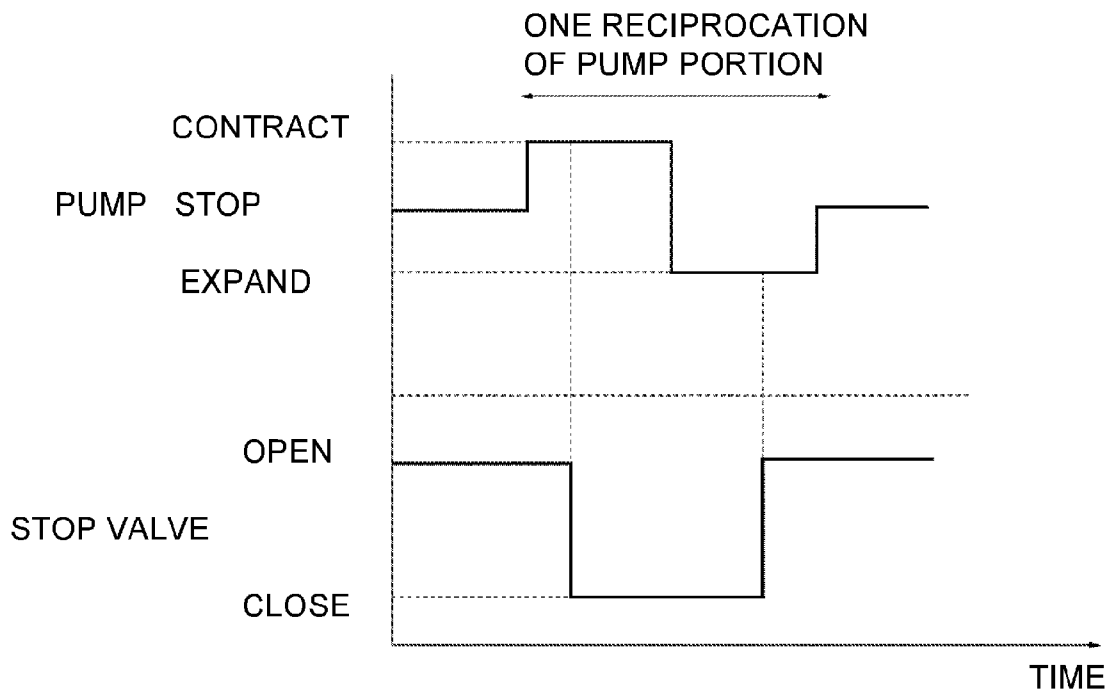 ONE RECIPROCATION
OF PUMP PORTION
CONTRACT
PUMP STOP
EXPAND
OPEN
STOP VALVE
CLOSE
TIME